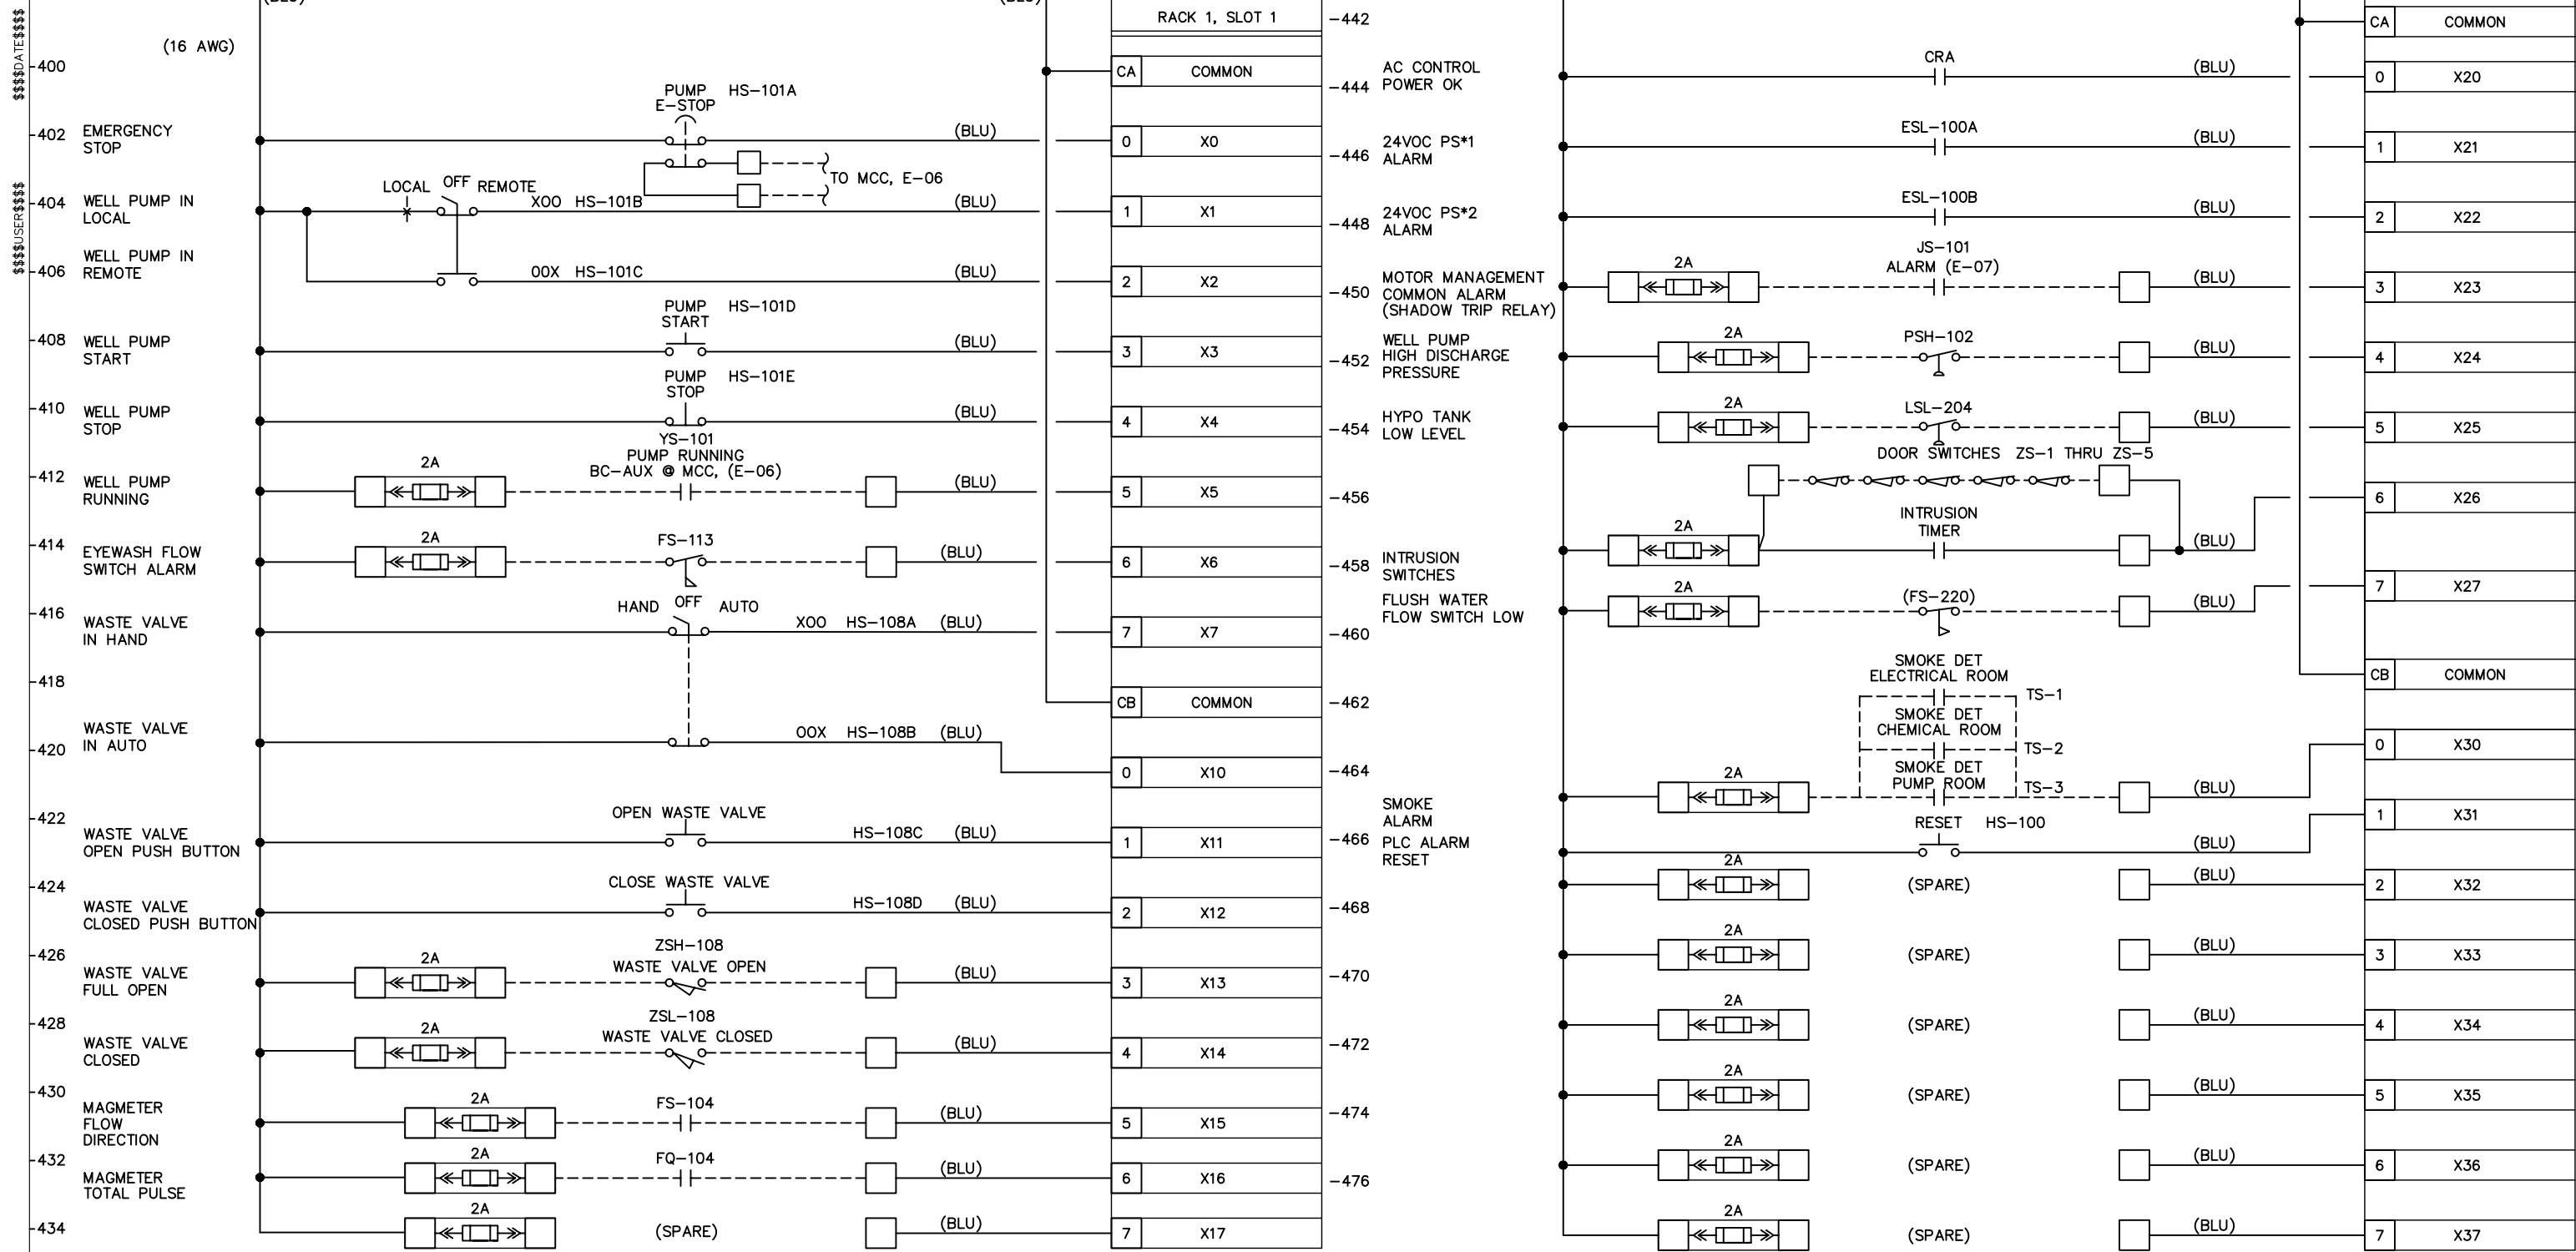 $$$$DATE$$$$
$$$$USER$$$$
(BLU)
(BLU)
(16 AWG)
RACK 1, SLOT 1
400
CA COMMON
402
EMERGENCY
STOP
PUMP HS-101A
E-STOP
(BLU)
0 X0
TO MCC, E-06
404
WELL PUMP IN
LOCAL
LOCAL OFF REMOTE
XOO HS-101B
(BLU)
1 X1
406
WELL PUMP IN
REMOTE
OOX HS-101C
(BLU)
2 X2
408
WELL PUMP
START
PUMP HS-101D
START
(BLU)
3 X3
410
WELL PUMP
STOP
PUMP HS-101E
STOP
(BLU)
4 X4
412
WELL PUMP
RUNNING
2A
YS-101
PUMP RUNNING
BC-AUX @ MCC, (E-06)
(BLU)
5 X5
414
EYEWASH FLOW
SWITCH ALARM
2A
FS-113
(BLU)
6 X6
416
WASTE VALVE
IN HAND
HAND OFF AUTO
XOO HS-108A (BLU)
7 X7
418
CB COMMON
420
WASTE VALVE
IN AUTO
OOX HS-108B (BLU)
0 X10
422
WASTE VALVE
OPEN PUSH BUTTON
OPEN WASTE VALVE
HS-108C (BLU)
1 X11
424
WASTE VALVE
CLOSED PUSH BUTTON
CLOSE WASTE VALVE
HS-108D (BLU)
2 X12
426
WASTE VALVE
FULL OPEN
2A
ZSH-108
WASTE VALVE OPEN
(BLU)
3 X13
428
WASTE VALVE
CLOSED
2A
ZSL-108
WASTE VALVE CLOSED
(BLU)
4 X14
430
MAGMETER
FLOW
DIRECTION
2A
FS-104
(BLU)
5 X15
432
MAGMETER
TOTAL PULSE
2A
FQ-104
(BLU)
6 X16
434
2A
(SPARE)
(BLU)
7 X17
442
CA COMMON
444
AC CONTROL
POWER OK
CRA
(BLU)
0 X20
446
24VOC PS*1
ALARM
ESL-100A
(BLU)
1 X21
448
24VOC PS*2
ALARM
ESL-100B
(BLU)
2 X22
450
MOTOR MANAGEMENT
COMMON ALARM
(SHADOW TRIP RELAY)
2A
JS-101
ALARM (E-07)
(BLU)
3 X23
452
WELL PUMP
HIGH DISCHARGE
PRESSURE
2A
PSH-102
(BLU)
4 X24
454
HYPO TANK
LOW LEVEL
2A
LSL-204
(BLU)
5 X25
456
DOOR SWITCHES ZS-1 THRU ZS-5
6 X26
458
INTRUSION
SWITCHES
2A
INTRUSION
TIMER
(BLU)
FLUSH WATER
FLOW SWITCH LOW
2A
(FS-220)
(BLU)
7 X27
460
462
CB COMMON
SMOKE DET
ELECTRICAL ROOM
TS-1
SMOKE DET
CHEMICAL ROOM
TS-2
0 X30
464
SMOKE
ALARM
2A
SMOKE DET
PUMP ROOM
TS-3
(BLU)
466
PLC ALARM
RESET
RESET HS-100
(BLU)
1 X31
2A
(SPARE)
(BLU)
2 X32
468
2A
(SPARE)
(BLU)
3 X33
470
2A
(SPARE)
(BLU)
4 X34
472
2A
(SPARE)
(BLU)
5 X35
474
2A
(SPARE)
(BLU)
6 X36
476
2A
(SPARE)
(BLU)
7 X37